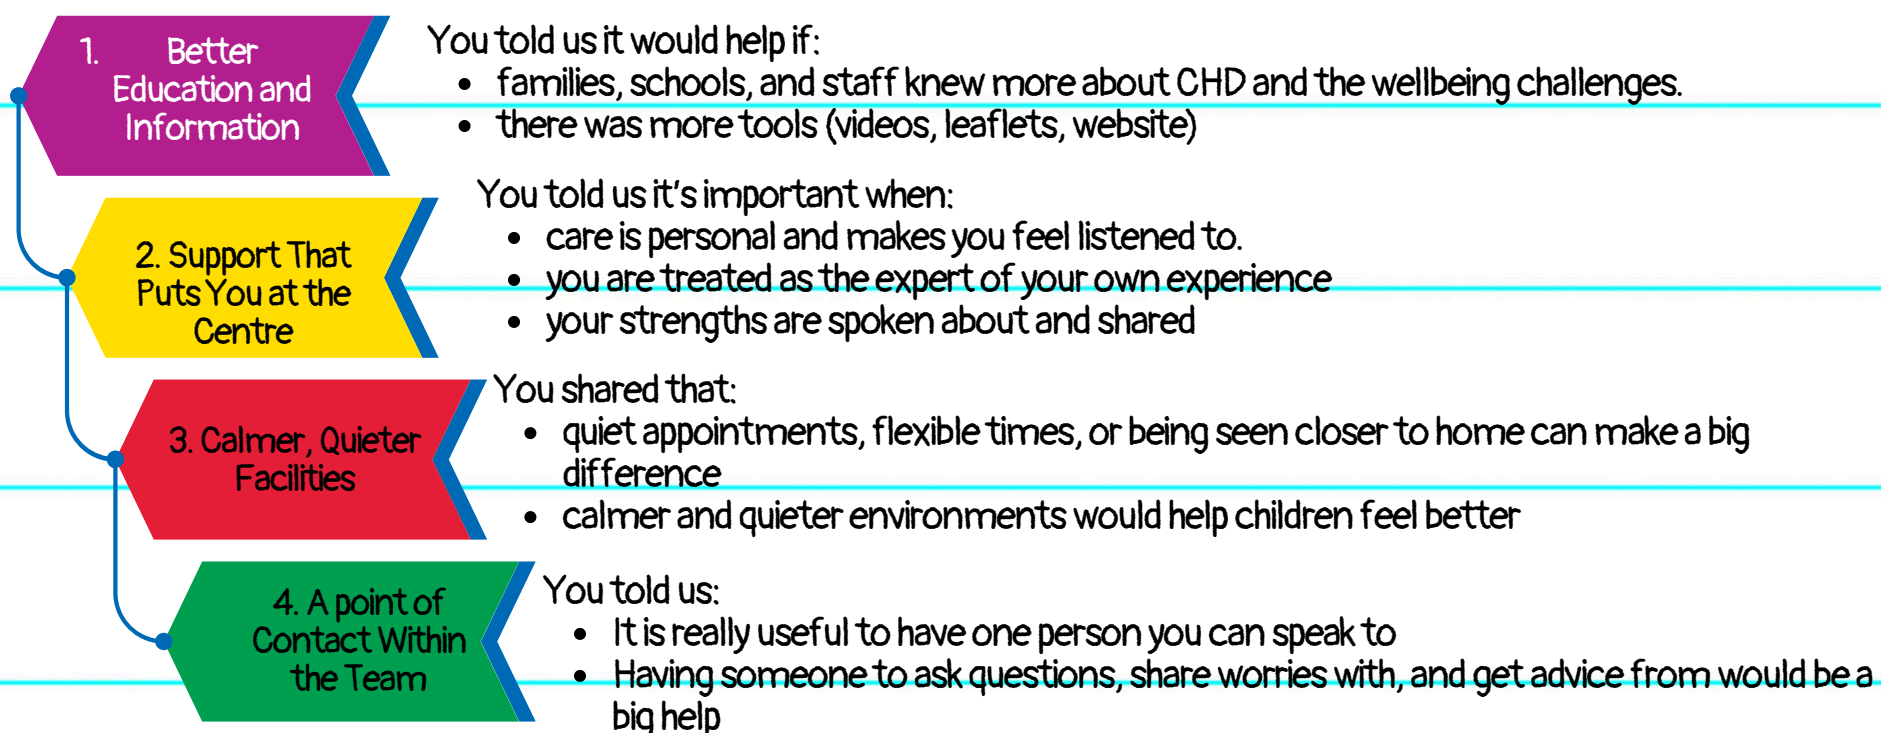 1. Better
Education and
Information
You told us it would help if:
• families, schools, and staff knew more about CHD and the wellbeing challenges.
• there was more tools (videos, leaflets, website)
2. Support That
Puts You at the
Centre
You told us it's important when:
• care is personal and makes you feel listened to.
• you are treated as the expert of your own experience
• your strengths are spoken about and shared
3. Calmer, Quieter
Facilities
You shared that:
• quiet appointments, flexible times, or being seen closer to home can make a big
difference
• calmer and quieter environments would help children feel better
4. A point of
Contact Within
the Team
You told us:
• It is really useful to have one person you can speak to
• Having someone to ask questions, share worries with, and get advice from would be a
big help